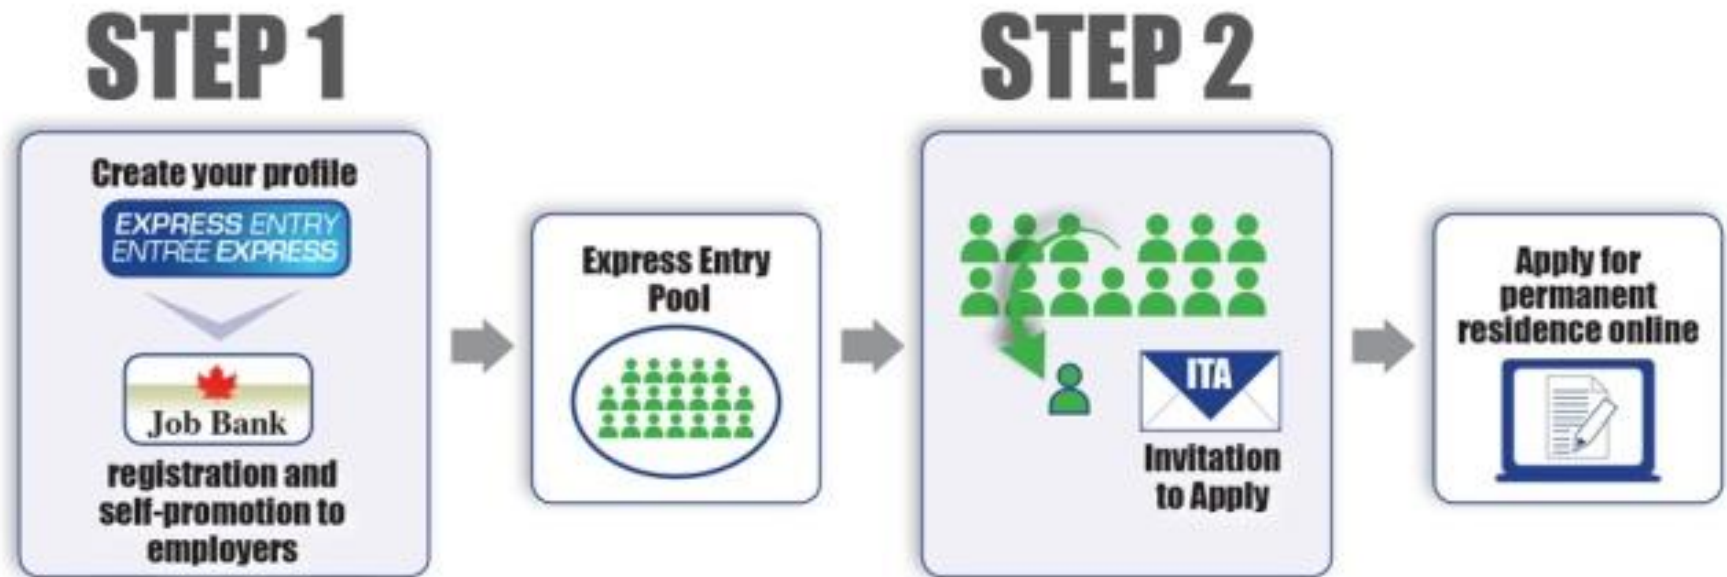 STEP 1
Create your profile
EXPRESS ENTRY
ENTRÉE EXPRESS
Job Bank
registration and
self-promotion to
employers
Express Entry
Pool
STEP 2
ITA
Invitation
to Apply
Apply for
permanent
residence online